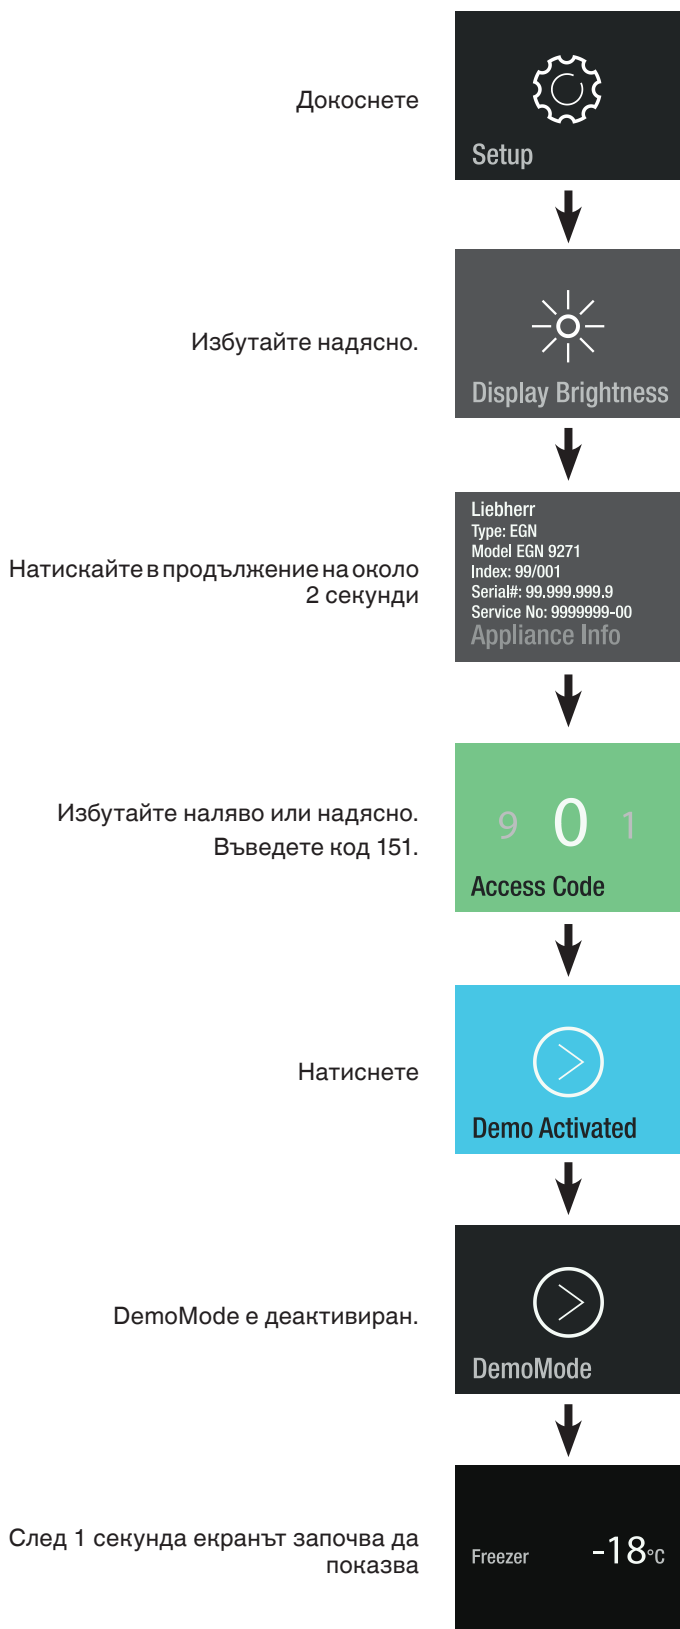 Докоснете
Setup
Избутайте надясно.
Display Brightness
Натискайте в продължение на около
2 секунди
Liebherr
Type: EGN
Model EGN 9271
Index: 99/001
Serial#: 99.999.999.9
Service No: 9999999-00
Appliance Info
Избутайте наляво или надясно.
Въведете код 151.
9 0 1
Access Code
Натиснете
Demo Activated
DemoMode е деактивиран.
DemoMode
След 1 секунда екранът започва да
показва
Freezer -18°C